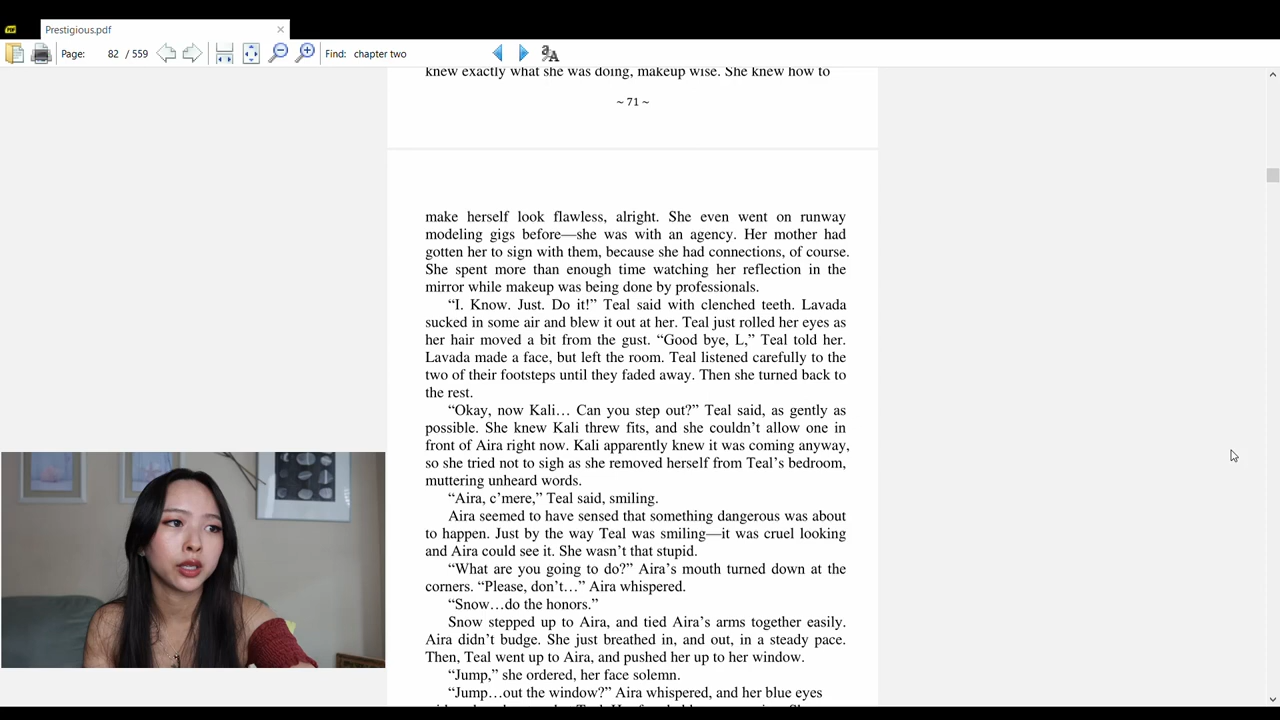 PDF
Prestigious.pdf
Page: 82 / 559 Find: chapter two
knew exactly what she was doing, makeup wise. She knew how to
~ 71 ~
make herself look flawless, alright. She even went on runway
modeling gigs before—she was with an agency. Her mother had
gotten her to sign with them, because she had connections, of course.
She spent more than enough time watching her reflection in the
mirror while makeup was being done by professionals.
“I. Know. Just. Do it!” Teal said with clenched teeth. Lavada
sucked in some air and blew it out at her. Teal just rolled her eyes as
her hair moved a bit from the gust. “Good bye, L,” Teal told her.
Lavada made a face, but left the room. Teal listened carefully to the
two of their footsteps until they faded away. Then she turned back to
the rest.
“Okay, now Kali… Can you step out?” Teal said, as gently as
possible. She knew Kali threw fits, and she couldn’t allow one in
front of Aira right now. Kali apparently knew it was coming anyway,
so she tried not to sigh as she removed herself from Teal’s bedroom,
muttering unheard words.
“Aira, c’mere,” Teal said, smiling.
Aira seemed to have sensed that something dangerous was about
to happen. Just by the way Teal was smiling—it was cruel looking
and Aira could see it. She wasn’t that stupid.
“What are you going to do?” Aira’s mouth turned down at the
corners. “Please, don’t…” Aira whispered.
“Snow…do the honors.”
Snow stepped up to Aira, and tied Aira’s arms together easily.
Aira didn’t budge. She just breathed in, and out, in a steady pace.
Then, Teal went up to Aira, and pushed her up to her window.
“Jump,” she ordered, her face solemn.
“Jump…out the window?” Aira whispered, and her blue eyes